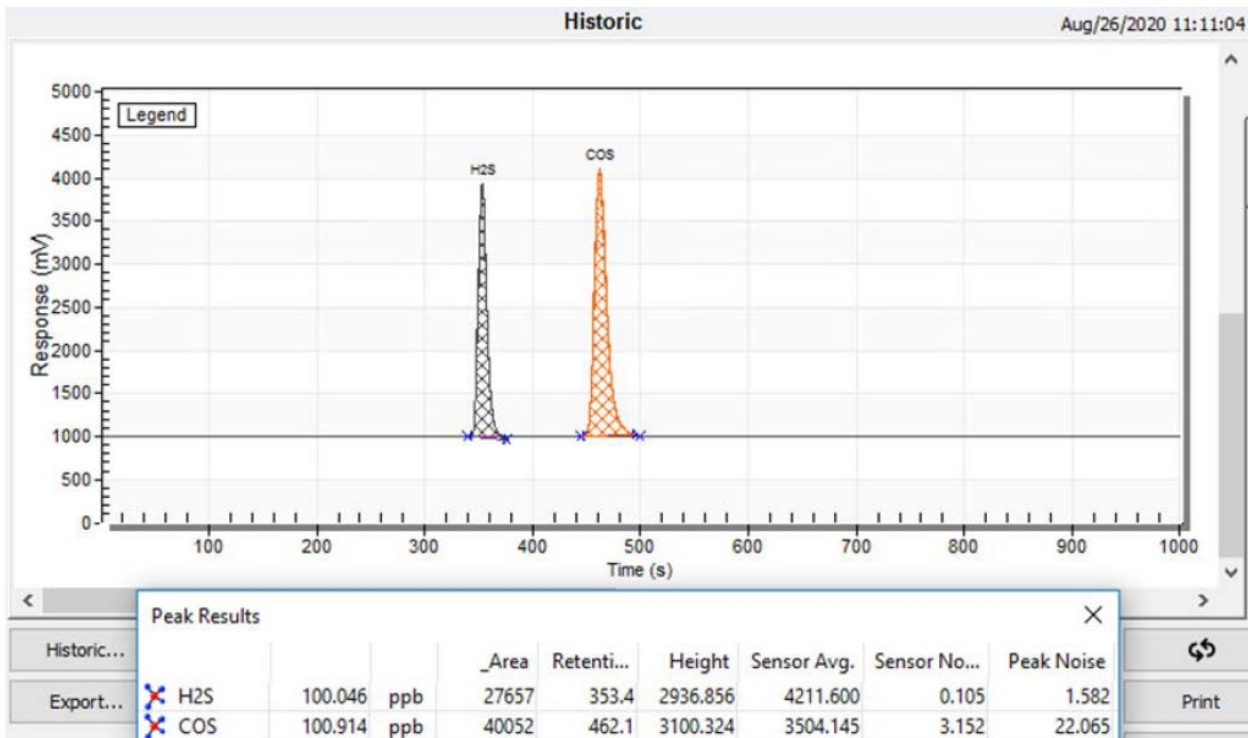 Historic
Aug/26/2020 11:11:04
Legend
Response (mV)
5000
4500
4000
3500
3000
2500
2000
1500
1000
500
0
H2S
COS
100 200 300 400 500 600 700 800 900 1000
Time (s)
Peak Results
_Area Retenti... Height Sensor Avg. Sensor No... Peak Noise
H2S 100.046 ppb 27657 353.4 2936.856 4211.600 0.105 1.582
COS 100.914 ppb 40052 462.1 3100.324 3504.145 3.152 22.065
Historic...
Export...
Print